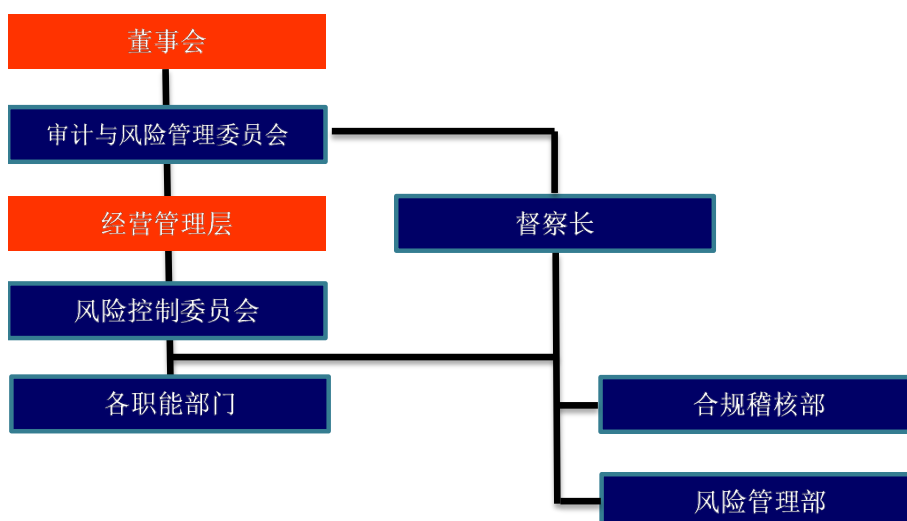 董事会
审计与风险管理委员会
经营管理层
督察长
风险控制委员会
各职能部门
合规稽核部
风险管理部